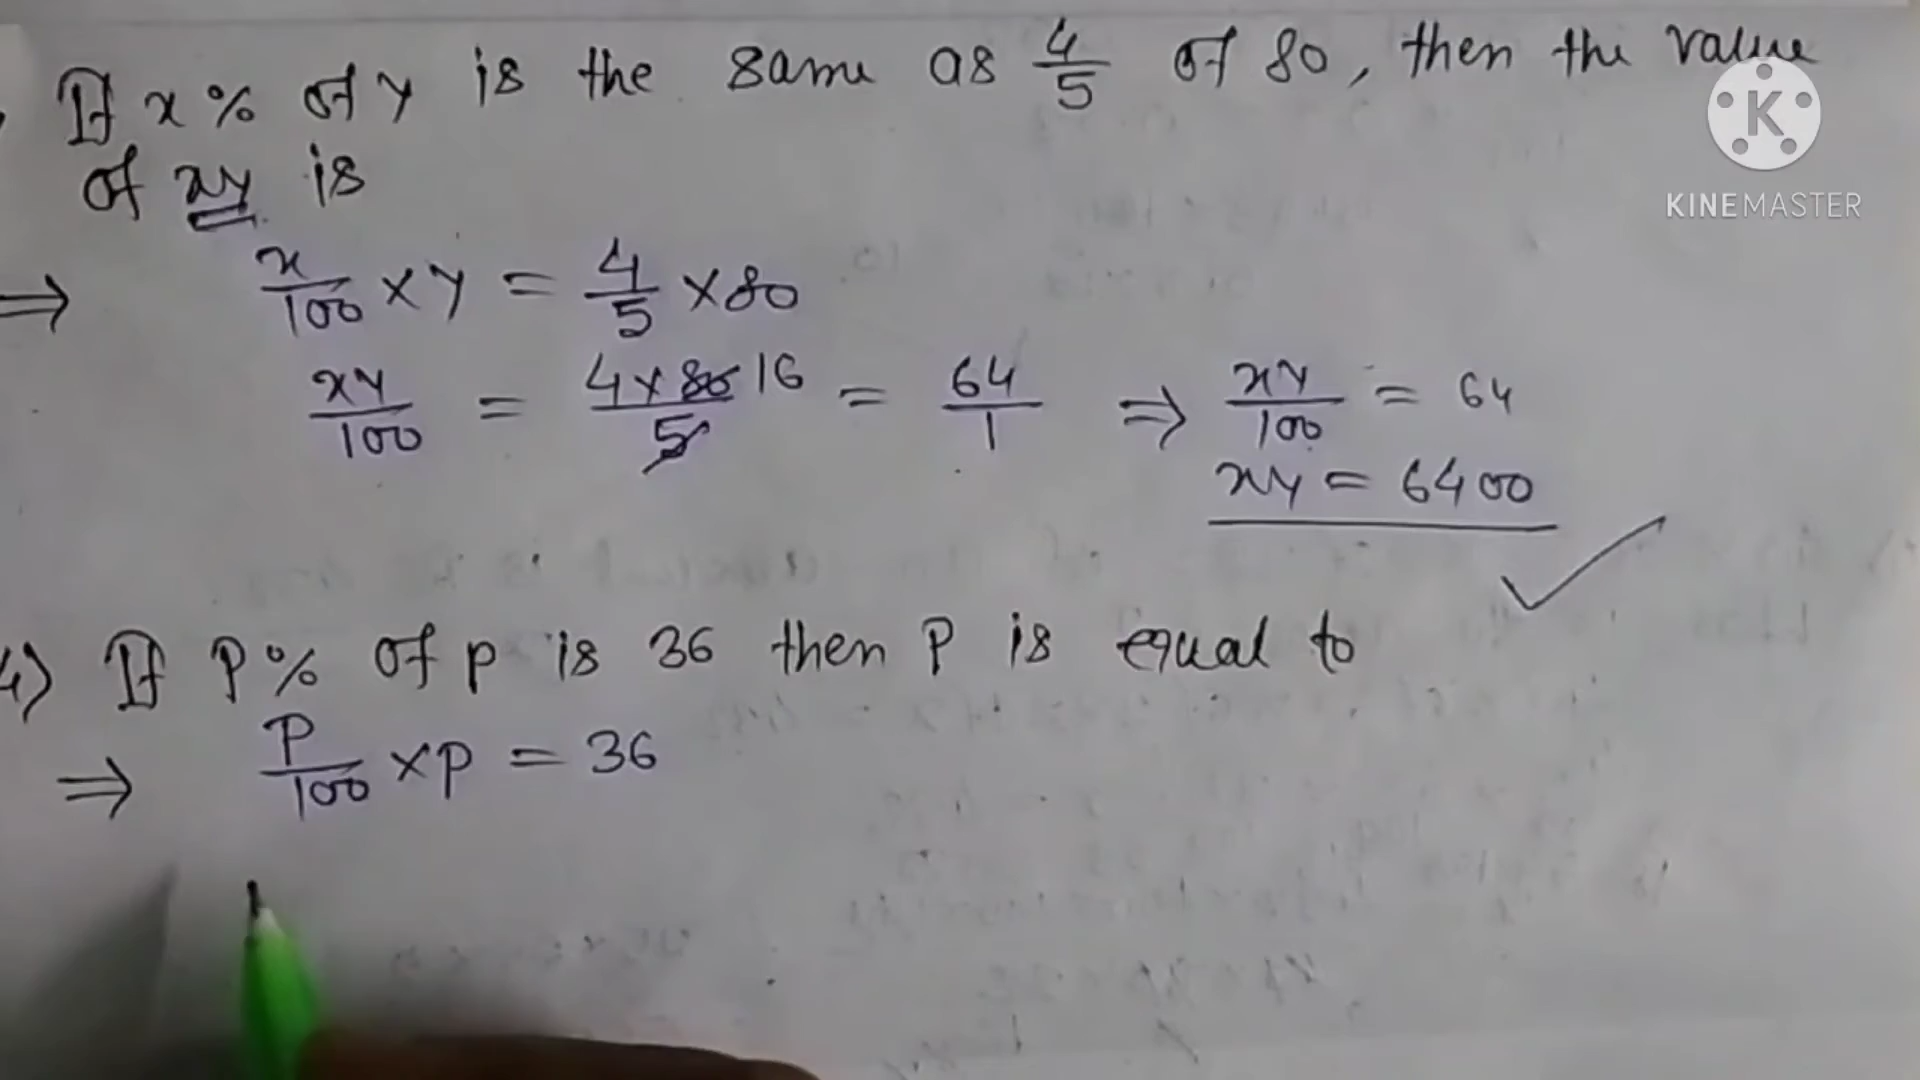 If x% of y is the same as 4/5 of 80, then the value
of xy is
⇒ x/100 × y = 4/5 × 80
xy/100 = 4×80 16/5 = 64/1 ⇒ xy/100 = 64
xy = 6400
4) If P% of p is 36 then P is equal to
⇒ P/100 × p = 36
KINEMASTER